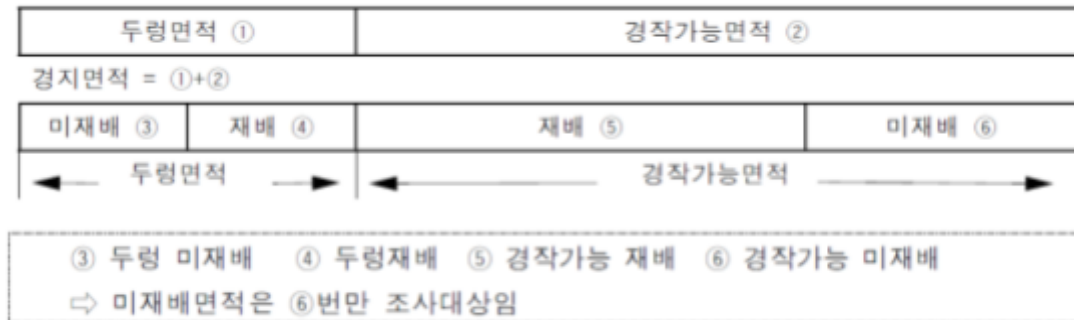 두렁면적 ① 경작가능면적 ②
경지면적 = ①+②
미재배 ③ 재배 ④ 재배 ⑤ 미재배 ⑥
두렁면적 경작가능면적
③ 두렁 미재배 ④ 두렁재배 ⑤ 경작가능 재배 ⑥ 경작가능 미재배
⇨ 미재배면적은 ⑥번만 조사대상임